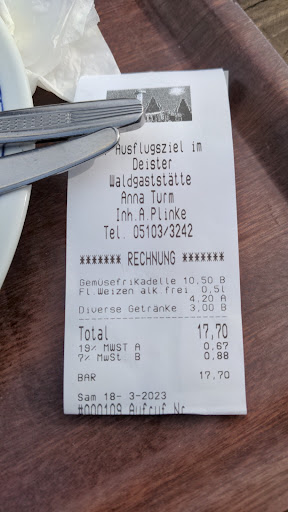 Ausflugsziel im
Deister
Waldgaststätte
Anna Turm
Inh.A.Plinke
Tel. 05103/3242
******* RECHNUNG *******
Gemüsefrikadelle 10,50 B
Fl.Weizen alk frei 0,5l
4,20 A
Diverse Getränke 3,00 B
Total 17,70
19% MWST A 0,67
7% MwSt B 0,88
BAR 17,70
Sam 18- 3-2023
#000109 Aufruf Nr